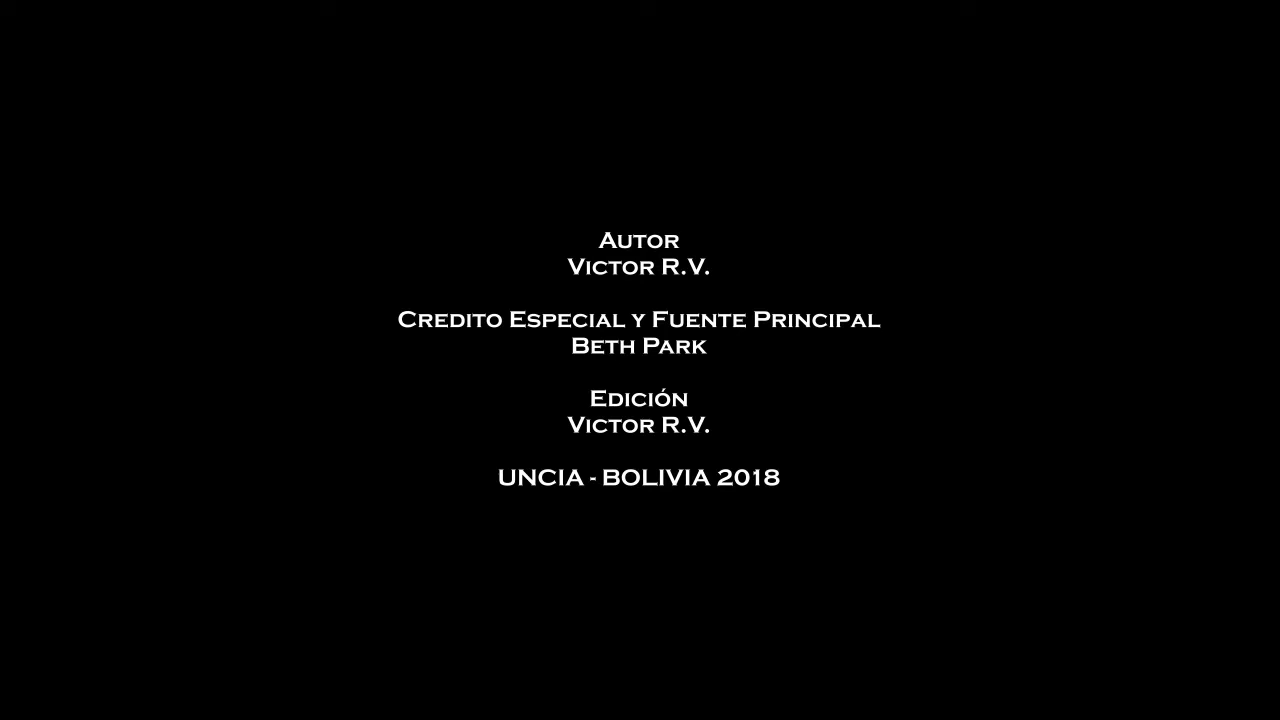 Autor
Victor R.V.
Credito Especial y Fuente Principal
Beth Park
Edición
Victor R.V.
UNCIA - BOLIVIA 2018